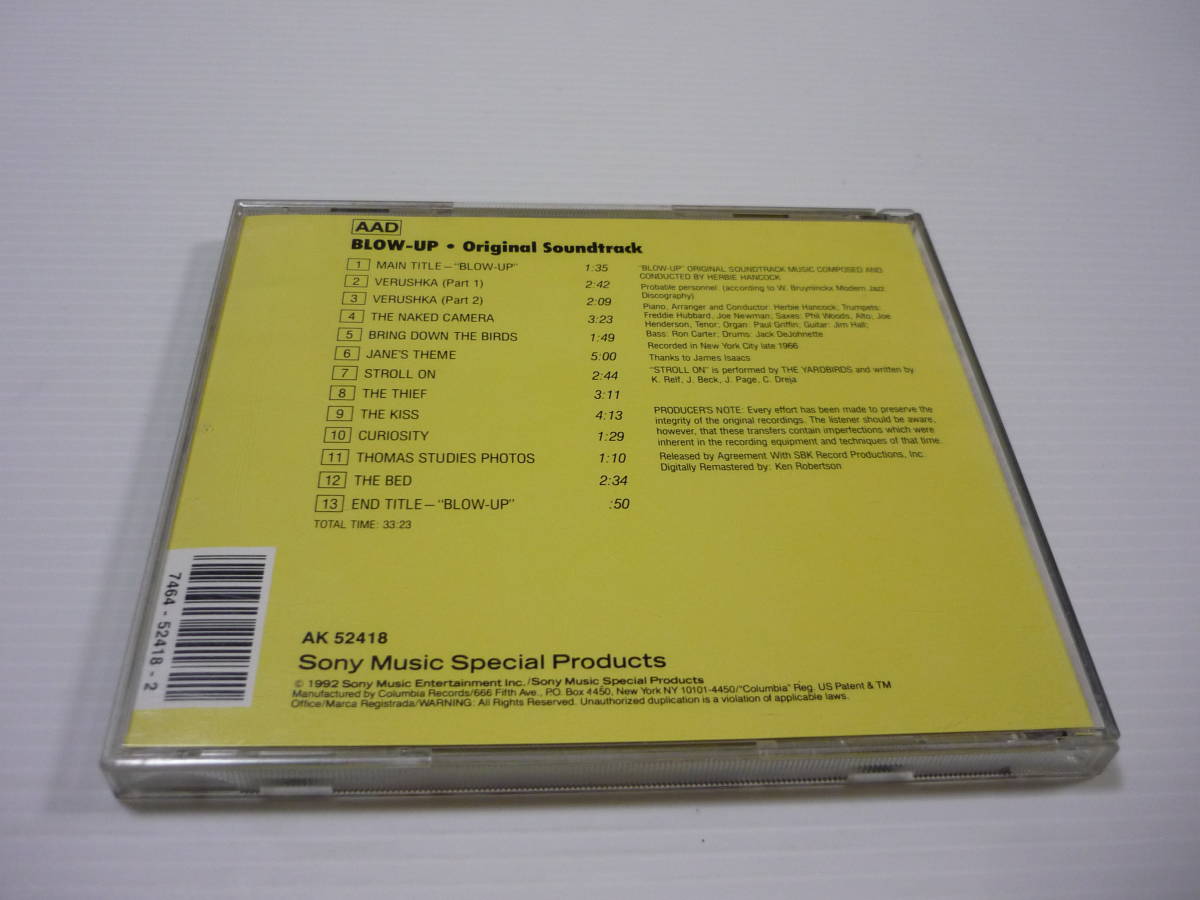 AAD
BLOW-UP • Original Soundtrack
1 MAIN TITLE—"BLOW-UP" 1:35
2 VERUSHKA (Part 1) 2:42
3 VERUSHKA (Part 2) 2:09
4 THE NAKED CAMERA 3:23
5 BRING DOWN THE BIRDS 1:49
6 JANE'S THEME 5:00
7 STROLL ON 2:44
8 THE THIEF 3:11
9 THE KISS 4:13
10 CURIOSITY 1:29
11 THOMAS STUDIES PHOTOS 1:10
12 THE BED 2:34
13 END TITLE—"BLOW-UP" :50
TOTAL TIME: 33:23
"BLOW-UP" ORIGINAL SOUNDTRACK MUSIC COMPOSED AND
CONDUCTED BY HERBIE HANCOCK
Probable personnel: (according to W. Bruyninckx Modern Jazz
Discography)
Piano, Arranger and Conductor: Herbie Hancock; Trumpets:
Freddie Hubbard, Joe Newman; Saxes: Phil Woods, Alto; Joe
Henderson, Tenor; Organ: Paul Griffin; Guitar: Jim Hall;
Bass: Ron Carter; Drums: Jack DeJohnette
Recorded in New York City late 1966
Thanks to James Isaacs
"STROLL ON" is performed by THE YARDBIRDS and written by
K. Relf, J. Beck, J. Page, C. Dreja
PRODUCER'S NOTE: Every effort has been made to preserve the
integrity of the original recordings. The listener should be aware,
however, that these transfers contain imperfections which were
inherent in the recording equipment and techniques of that time.
Released by Agreement With SBK Record Productions, Inc.
Digitally Remastered by: Ken Robertson
7464-52418-2
AK 52418
Sony Music Special Products
© 1992 Sony Music Entertainment Inc./Sony Music Special Products
Manufactured by Columbia Records/666 Fifth Ave., P.O. Box 4450, New York NY 10101-4450/"Columbia" Reg. US Patent & TM
Office/Marca Registrada/WARNING: All Rights Reserved. Unauthorized duplication is a violation of applicable laws.